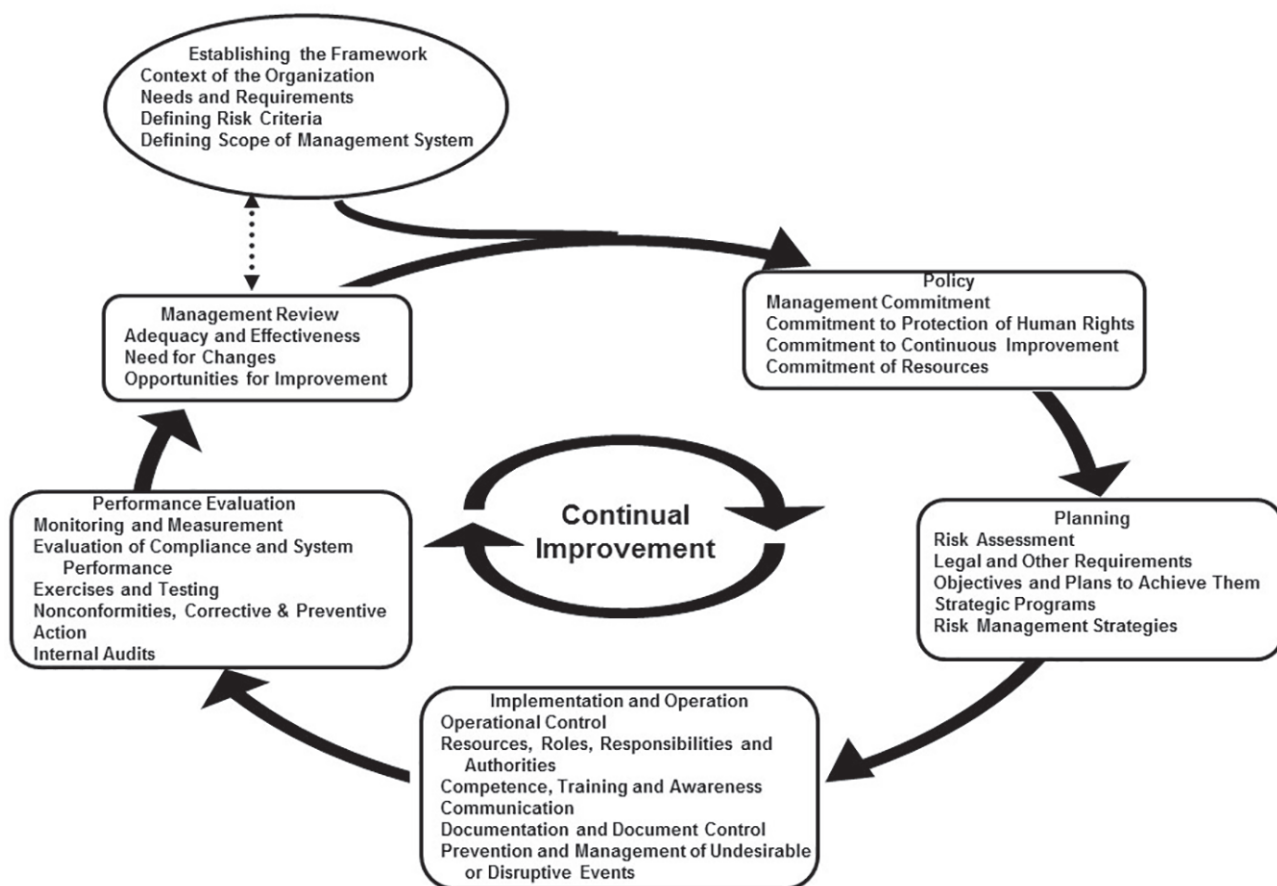 Establishing the Framework
Context of the Organization
Needs and Requirements
Defining Risk Criteria
Defining Scope of Management System
Policy
Management Commitment
Commitment to Protection of Human Rights
Commitment to Continuous Improvement
Commitment of Resources
Planning
Risk Assessment
Legal and Other Requirements
Objectives and Plans to Achieve Them
Strategic Programs
Risk Management Strategies
Implementation and Operation
Operational Control
Resources, Roles, Responsibilities and
Authorities
Competence, Training and Awareness
Communication
Documentation and Document Control
Prevention and Management of Undesirable
or Disruptive Events
Performance Evaluation
Monitoring and Measurement
Evaluation of Compliance and System
Performance
Exercises and Testing
Nonconformities, Corrective & Preventive
Action
Internal Audits
Management Review
Adequacy and Effectiveness
Need for Changes
Opportunities for Improvement
Continual
Improvement